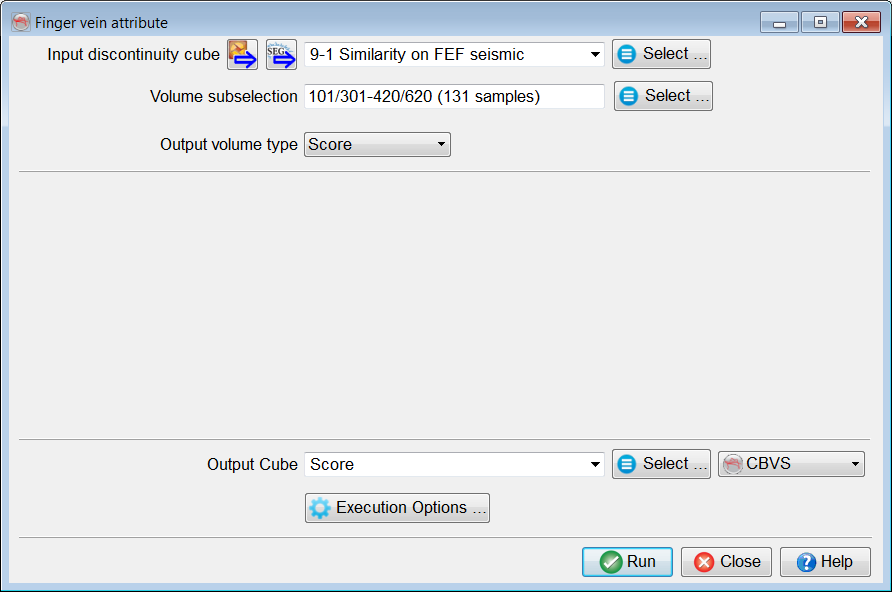 Finger vein attribute
Input discontinuity cube SEG 9-1 Similarity on FEF seismic Select ...
Volume subselection 101/301-420/620 (131 samples) Select ...
Output volume type Score
Output Cube Score Select ... CBVS
Execution Options ...
Run Close Help